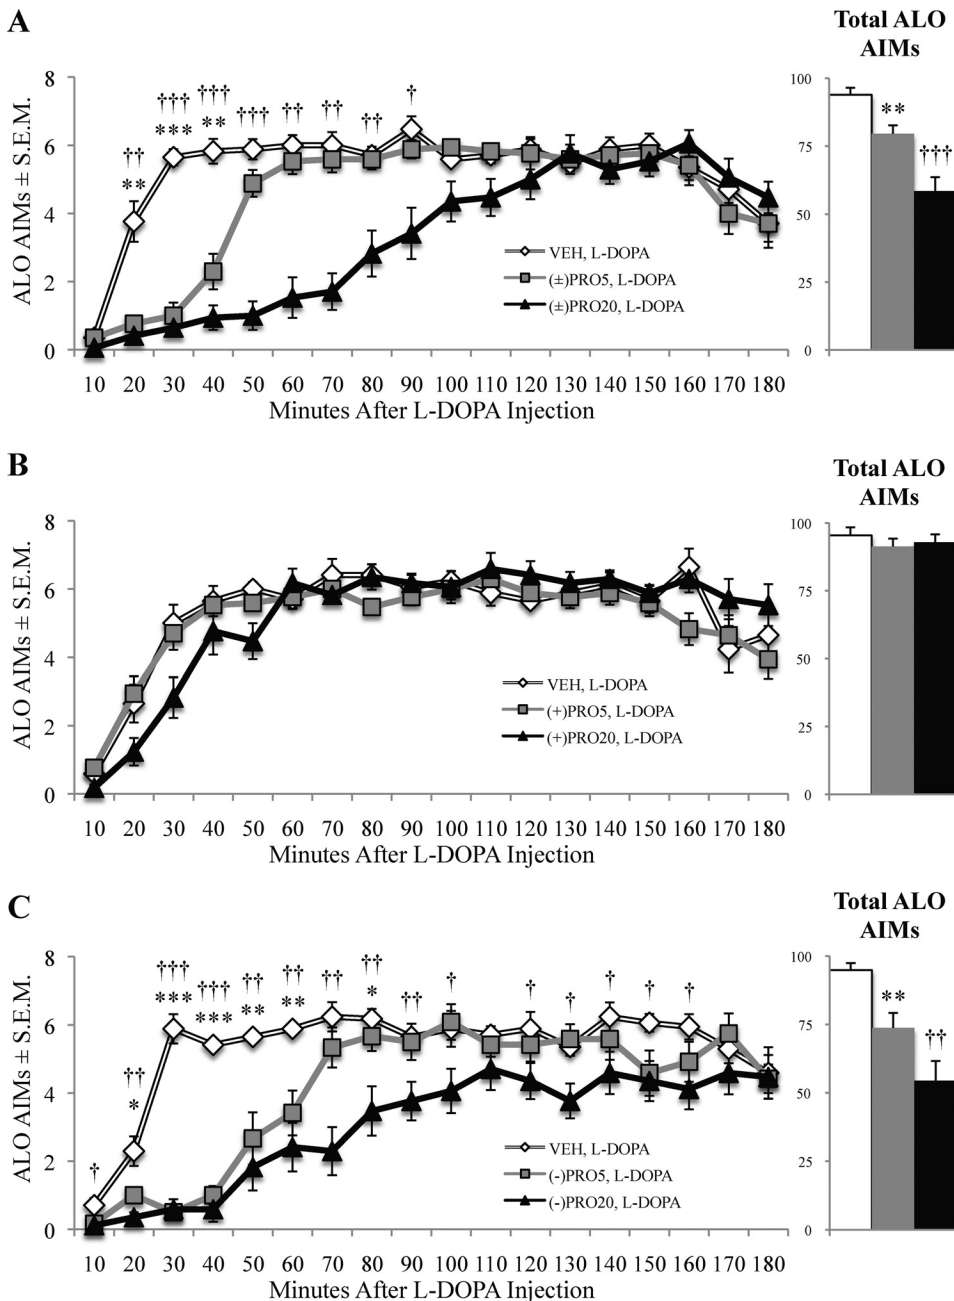 A
Total ALO
AIMs
ALO AIMs ± S.E.M.
8
6
4
2
0
†††
***
†††
**
††
**
†††
††
††
††
†
VEH, L-DOPA
(±)PRO5, L-DOPA
(±)PRO20, L-DOPA
10 20 30 40 50 60 70 80 90 100 110 120 130 140 150 160 170 180
Minutes After L-DOPA Injection
100
75
50
25
0
**
†††
B
Total ALO
AIMs
ALO AIMs ± S.E.M.
8
6
4
2
0
VEH, L-DOPA
(+)PRO5, L-DOPA
(+)PRO20, L-DOPA
10 20 30 40 50 60 70 80 90 100 110 120 130 140 150 160 170 180
Minutes After L-DOPA Injection
100
75
50
25
0
C
Total ALO
AIMs
ALO AIMs ± S.E.M.
8
6
4
2
0
†
††
*
†††
***
†††
***
††
**
††
**
††
††
*
††
†
†
†
†
†
†
VEH, L-DOPA
(-)PRO5, L-DOPA
(-)PRO20, L-DOPA
10 20 30 40 50 60 70 80 90 100 110 120 130 140 150 160 170 180
Minutes After L-DOPA Injection
100
75
50
25
0
**
††